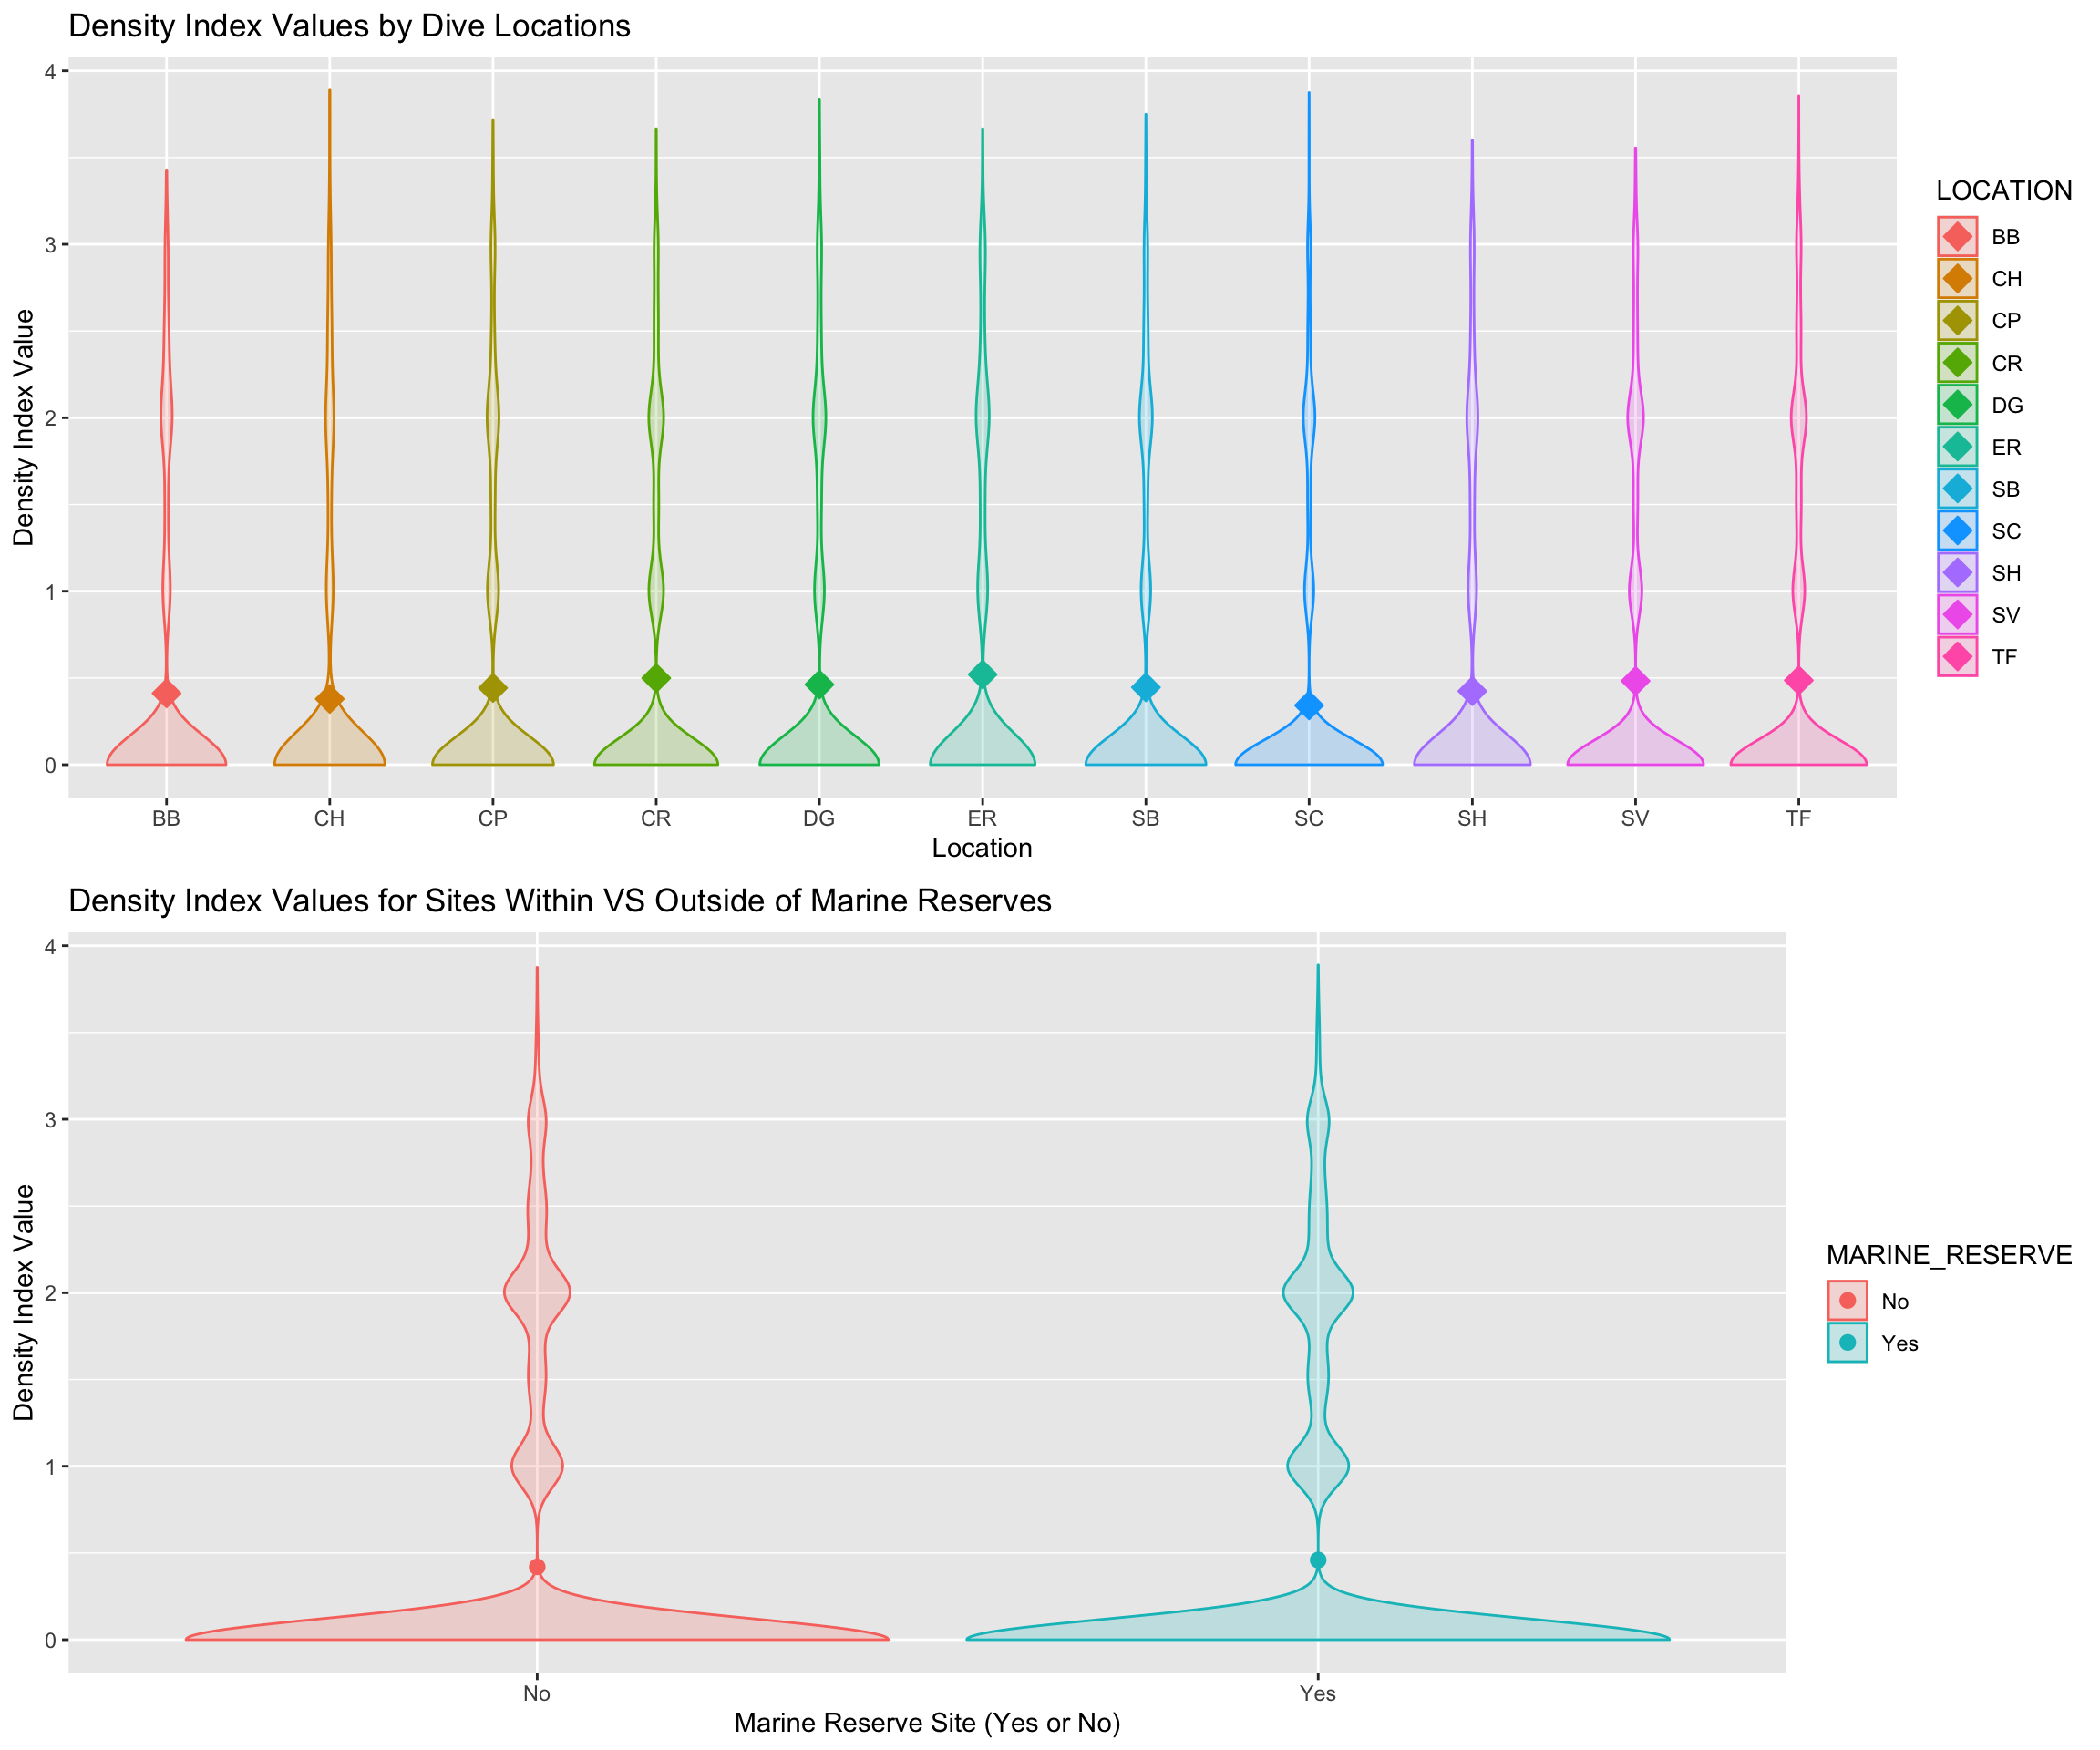 Density Index Values by Dive Locations
4
3
2
1
0
Density Index Value
BB CH CP CR DG ER SB SC SH SV TF
Location
LOCATION
BB
CH
CP
CR
DG
ER
SB
SC
SH
SV
TF
Density Index Values for Sites Within VS Outside of Marine Reserves
4
3
2
1
0
Density Index Value
No Yes
Marine Reserve Site (Yes or No)
MARINE_RESERVE
No
Yes